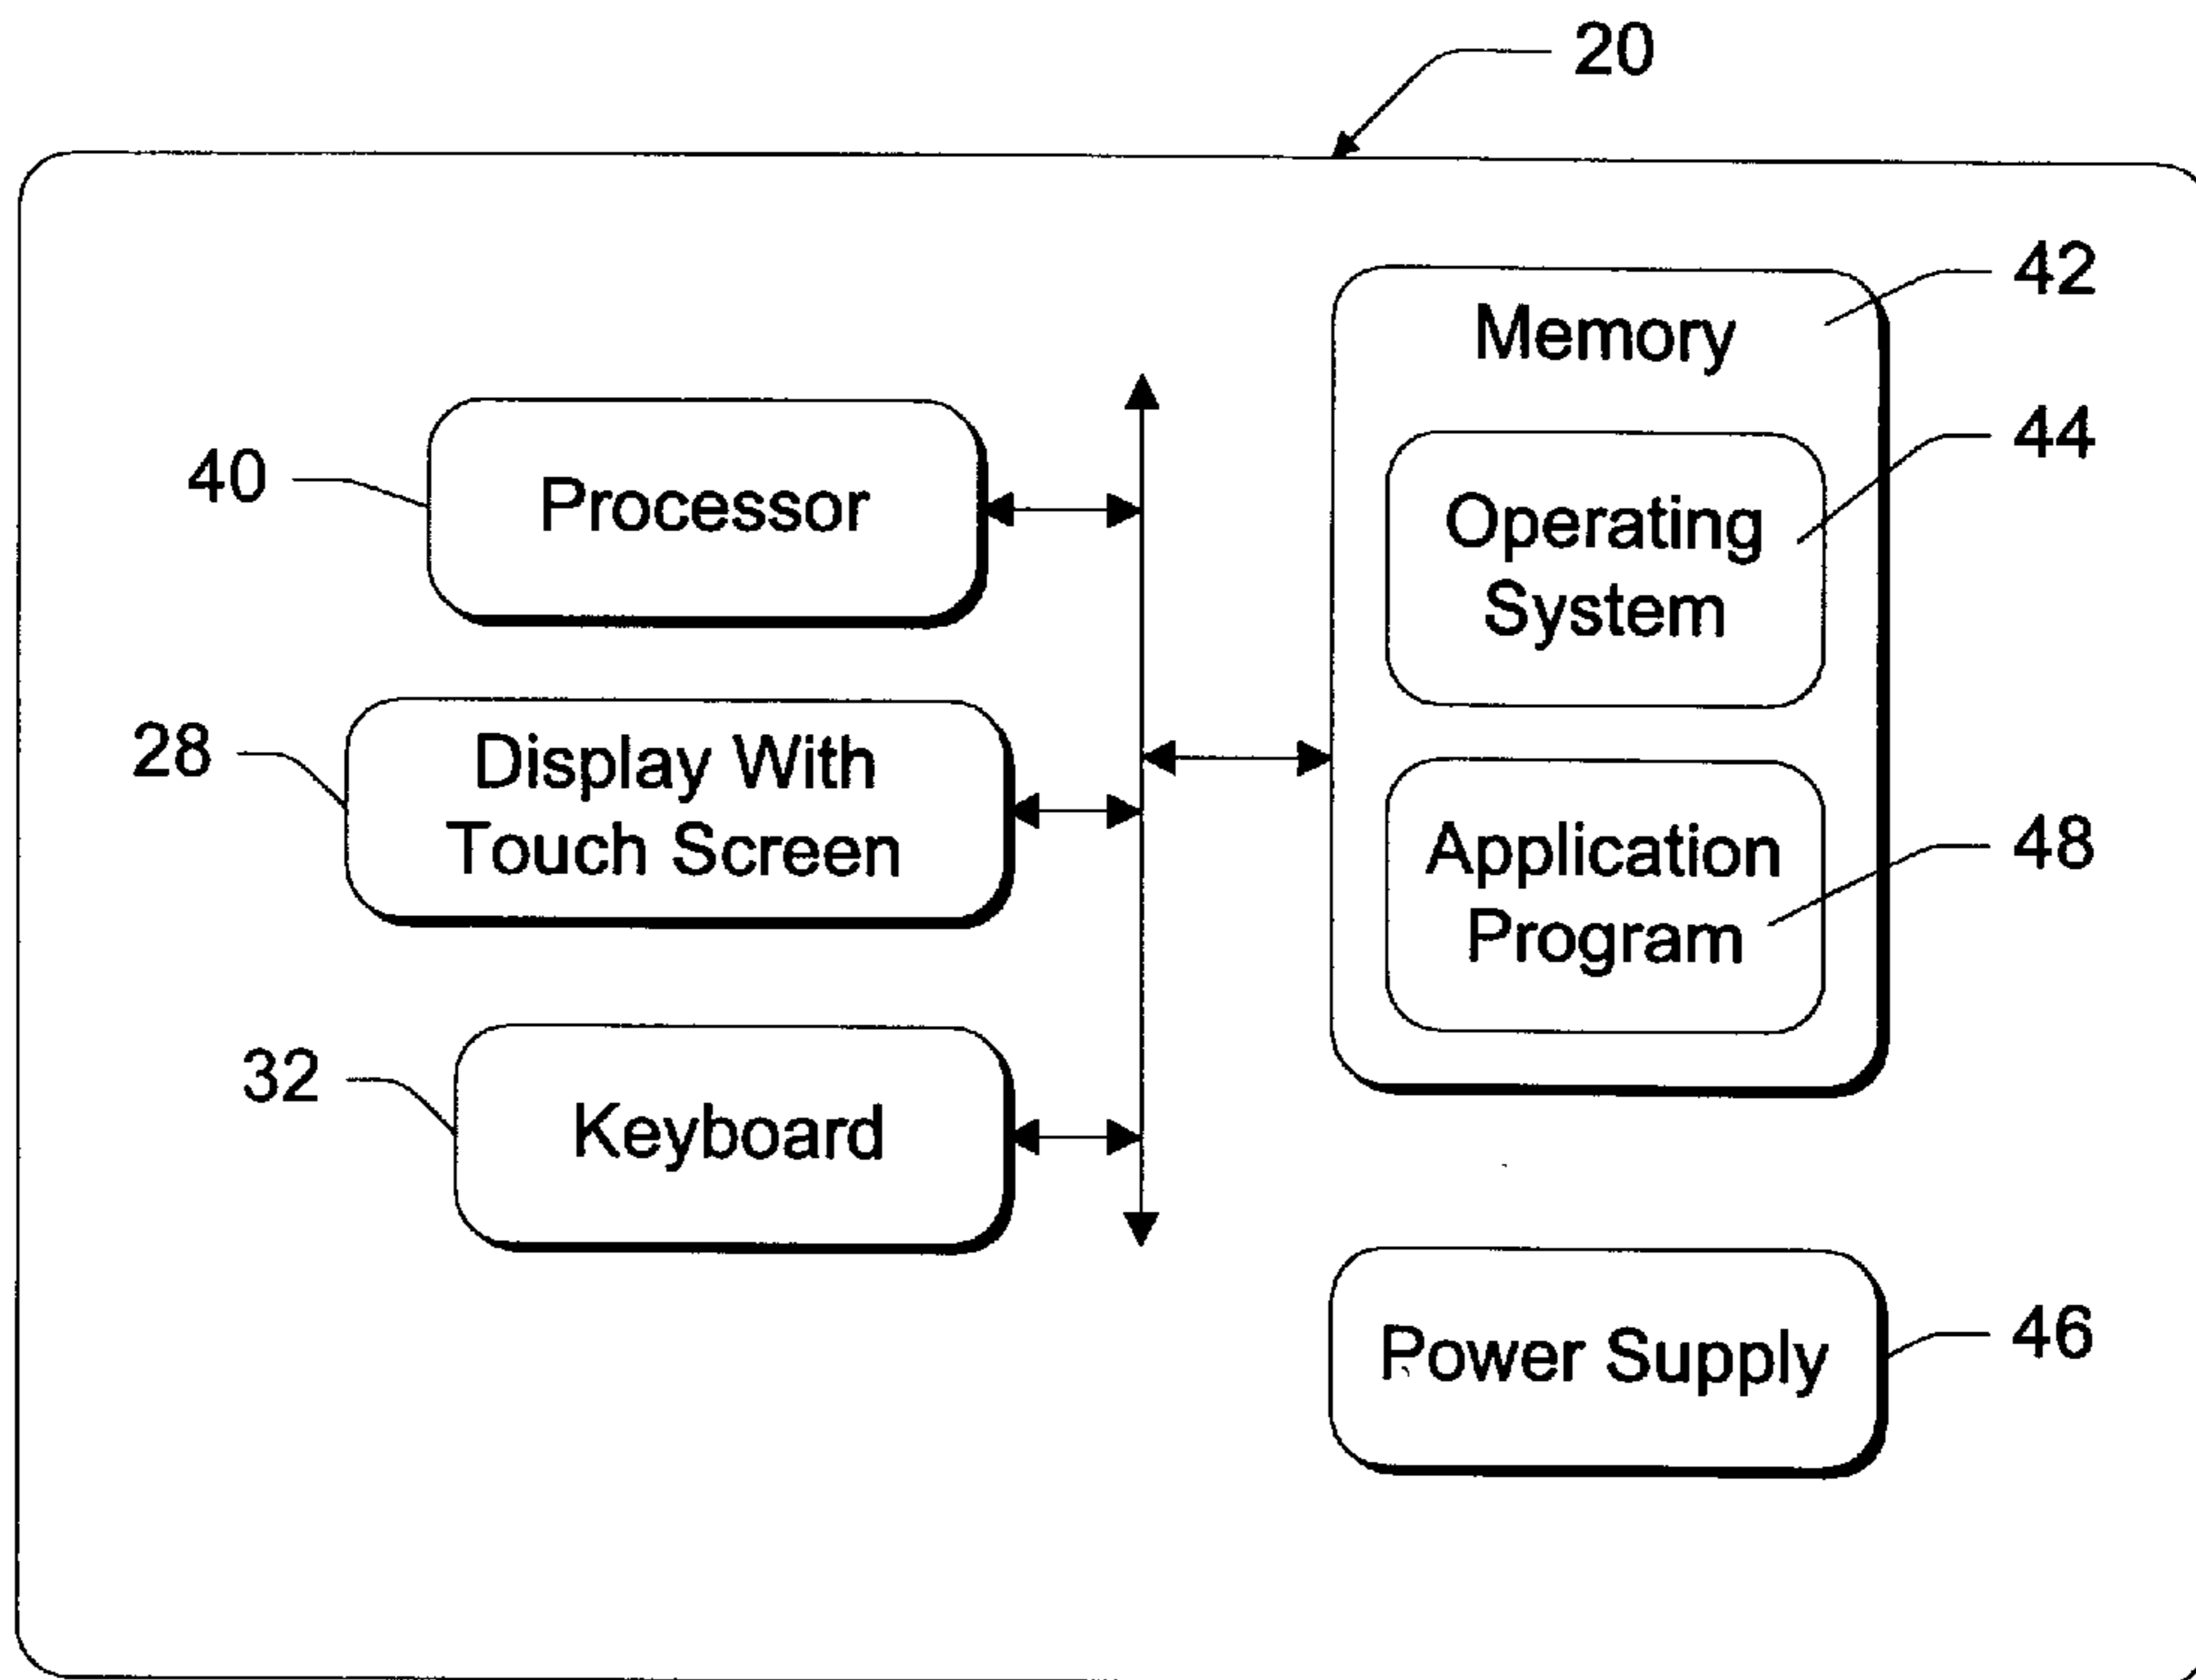 20
42
Memory
44
40
Processor
Operating
System
28
Display With
Touch Screen
48
Application
Program
32
Keyboard
46
Power Supply